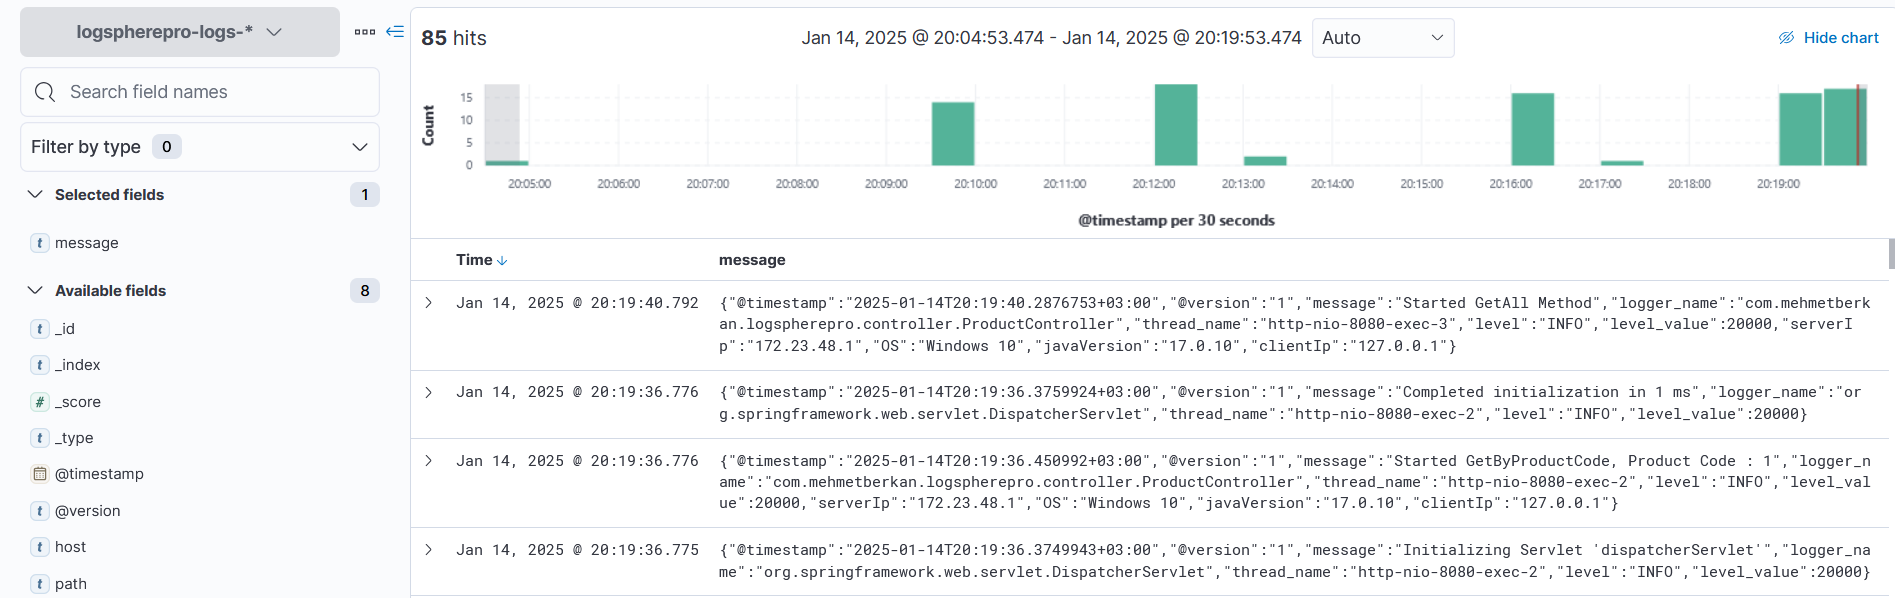 logspherepro-logs-*
Search field names
Filter by type 0
Selected fields 1
message
Available fields 8
_id
_index
_score
_type
@timestamp
@version
host
path
85 hits
Jan 14, 2025 @ 20:04:53.474 - Jan 14, 2025 @ 20:19:53.474
Auto
Hide chart
Count
15
10
5
0
20:05:00 20:06:00 20:07:00 20:08:00 20:09:00 20:10:00 20:11:00 20:12:00 20:13:00 20:14:00 20:15:00 20:16:00 20:17:00 20:18:00 20:19:00
@timestamp per 30 seconds
Time message
Jan 14, 2025 @ 20:19:40.792 {"@timestamp":"2025-01-14T20:19:40.2876753+03:00","@version":"1","message":"Started GetAll Method","logger_name":"com.mehmetberk
an.logspherepro.controller.ProductController","thread_name":"http-nio-8080-exec-3","level":"INFO","level_value":20000,"serverI
p":"172.23.48.1","OS":"Windows 10","javaVersion":"17.0.10","clientIp":"127.0.0.1"}
Jan 14, 2025 @ 20:19:36.776 {"@timestamp":"2025-01-14T20:19:36.3759924+03:00","@version":"1","message":"Completed initialization in 1 ms","logger_name":"or
g.springframework.web.servlet.DispatcherServlet","thread_name":"http-nio-8080-exec-2","level":"INFO","level_value":20000}
Jan 14, 2025 @ 20:19:36.776 {"@timestamp":"2025-01-14T20:19:36.450992+03:00","@version":"1","message":"Started GetByProductCode, Product Code : 1","logger_n
ame":"com.mehmetberkan.logspherepro.controller.ProductController","thread_name":"http-nio-8080-exec-2","level":"INFO","level_val
ue":20000,"serverIp":"172.23.48.1","OS":"Windows 10","javaVersion":"17.0.10","clientIp":"127.0.0.1"}
Jan 14, 2025 @ 20:19:36.775 {"@timestamp":"2025-01-14T20:19:36.3749943+03:00","@version":"1","message":"Initializing Servlet 'dispatcherServlet'","logger_na
me":"org.springframework.web.servlet.DispatcherServlet","thread_name":"http-nio-8080-exec-2","level":"INFO","level_value":20000}